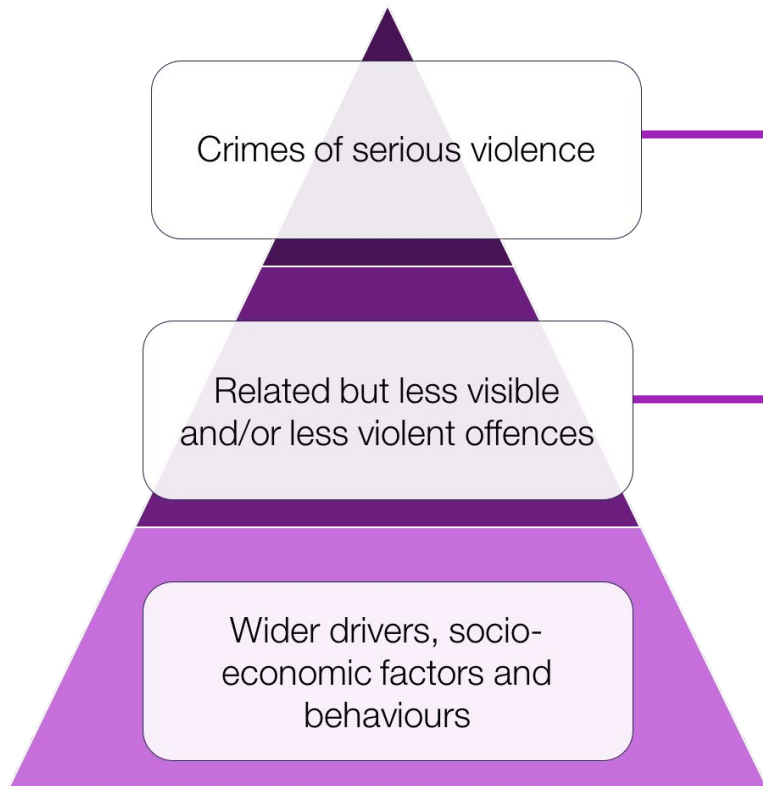 Crimes of serious violence
Related but less visible
and/or less violent offences
Wider drivers, socio-
economic factors and
behaviours